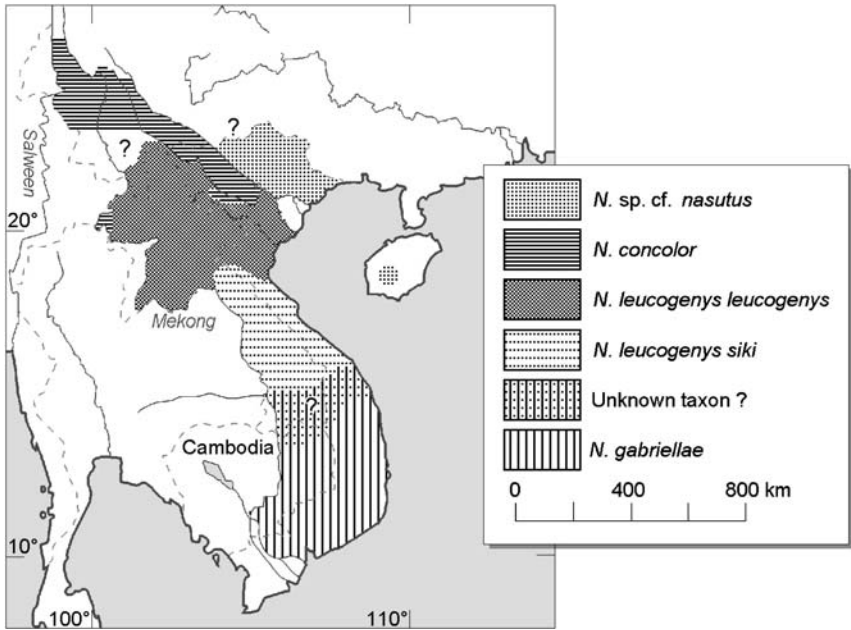 ?
?
Salween
20°
Mekong
?
Cambodia
10°
100°
110°
N. sp. cf. nasutus
N. concolor
N. leucogenys leucogenys
N. leucogenys siki
Unknown taxon ?
N. gabriellae
0 400 800 km